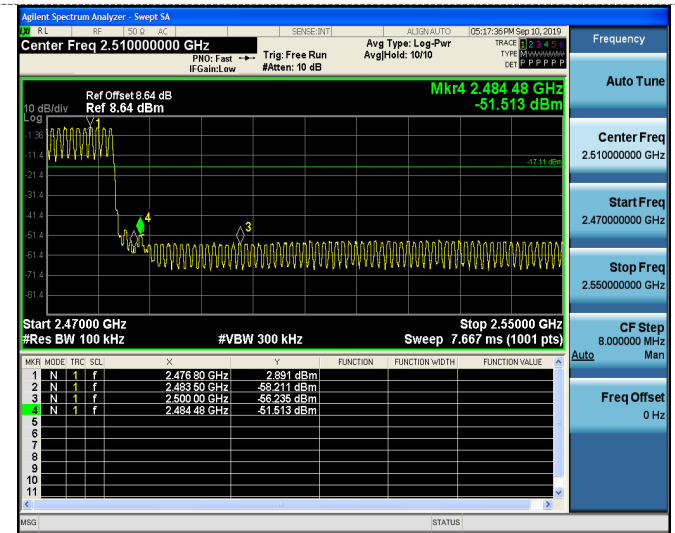 Agilent Spectrum Analyzer - Swept SA
LXI RL RF 50 Ω AC SENSE:INT ALIGN AUTO 05:17:36 PM Sep 10, 2019
Center Freq 2.510000000 GHz
PNO: Fast
IFGain:Low
Trig: Free Run
#Atten: 10 dB
Avg Type: Log-Pwr
Avg|Hold: 10/10
TRACE 1 2 3 4 5 6
TYPE MWWWWW
DET P P P P P P
Mkr4 2.484 48 GHz
-51.513 dBm
Ref Offset 8.64 dB
10 dB/div Ref 8.64 dBm
Log
-1.36
-11.4
-21.4
-31.4
-41.4
-51.4
-61.4
-71.4
-81.4
1
-17.11 dBm
4
3
Start 2.47000 GHz Stop 2.55000 GHz
#Res BW 100 kHz #VBW 300 kHz Sweep 7.667 ms (1001 pts)
MKR MODE TRC SCL X Y FUNCTION FUNCTION WIDTH FUNCTION VALUE
1 N 1 f 2.476 80 GHz 2.891 dBm
2 N 1 f 2.483 50 GHz -58.211 dBm
3 N 1 f 2.500 00 GHz -56.235 dBm
4 N 1 f 2.484 48 GHz -51.513 dBm
5
6
7
8
9
10
11
MSG STATUS
Frequency
Auto Tune
Center Freq
2.510000000 GHz
Start Freq
2.470000000 GHz
Stop Freq
2.550000000 GHz
CF Step
8.000000 MHz
Auto Man
Freq Offset
0 Hz